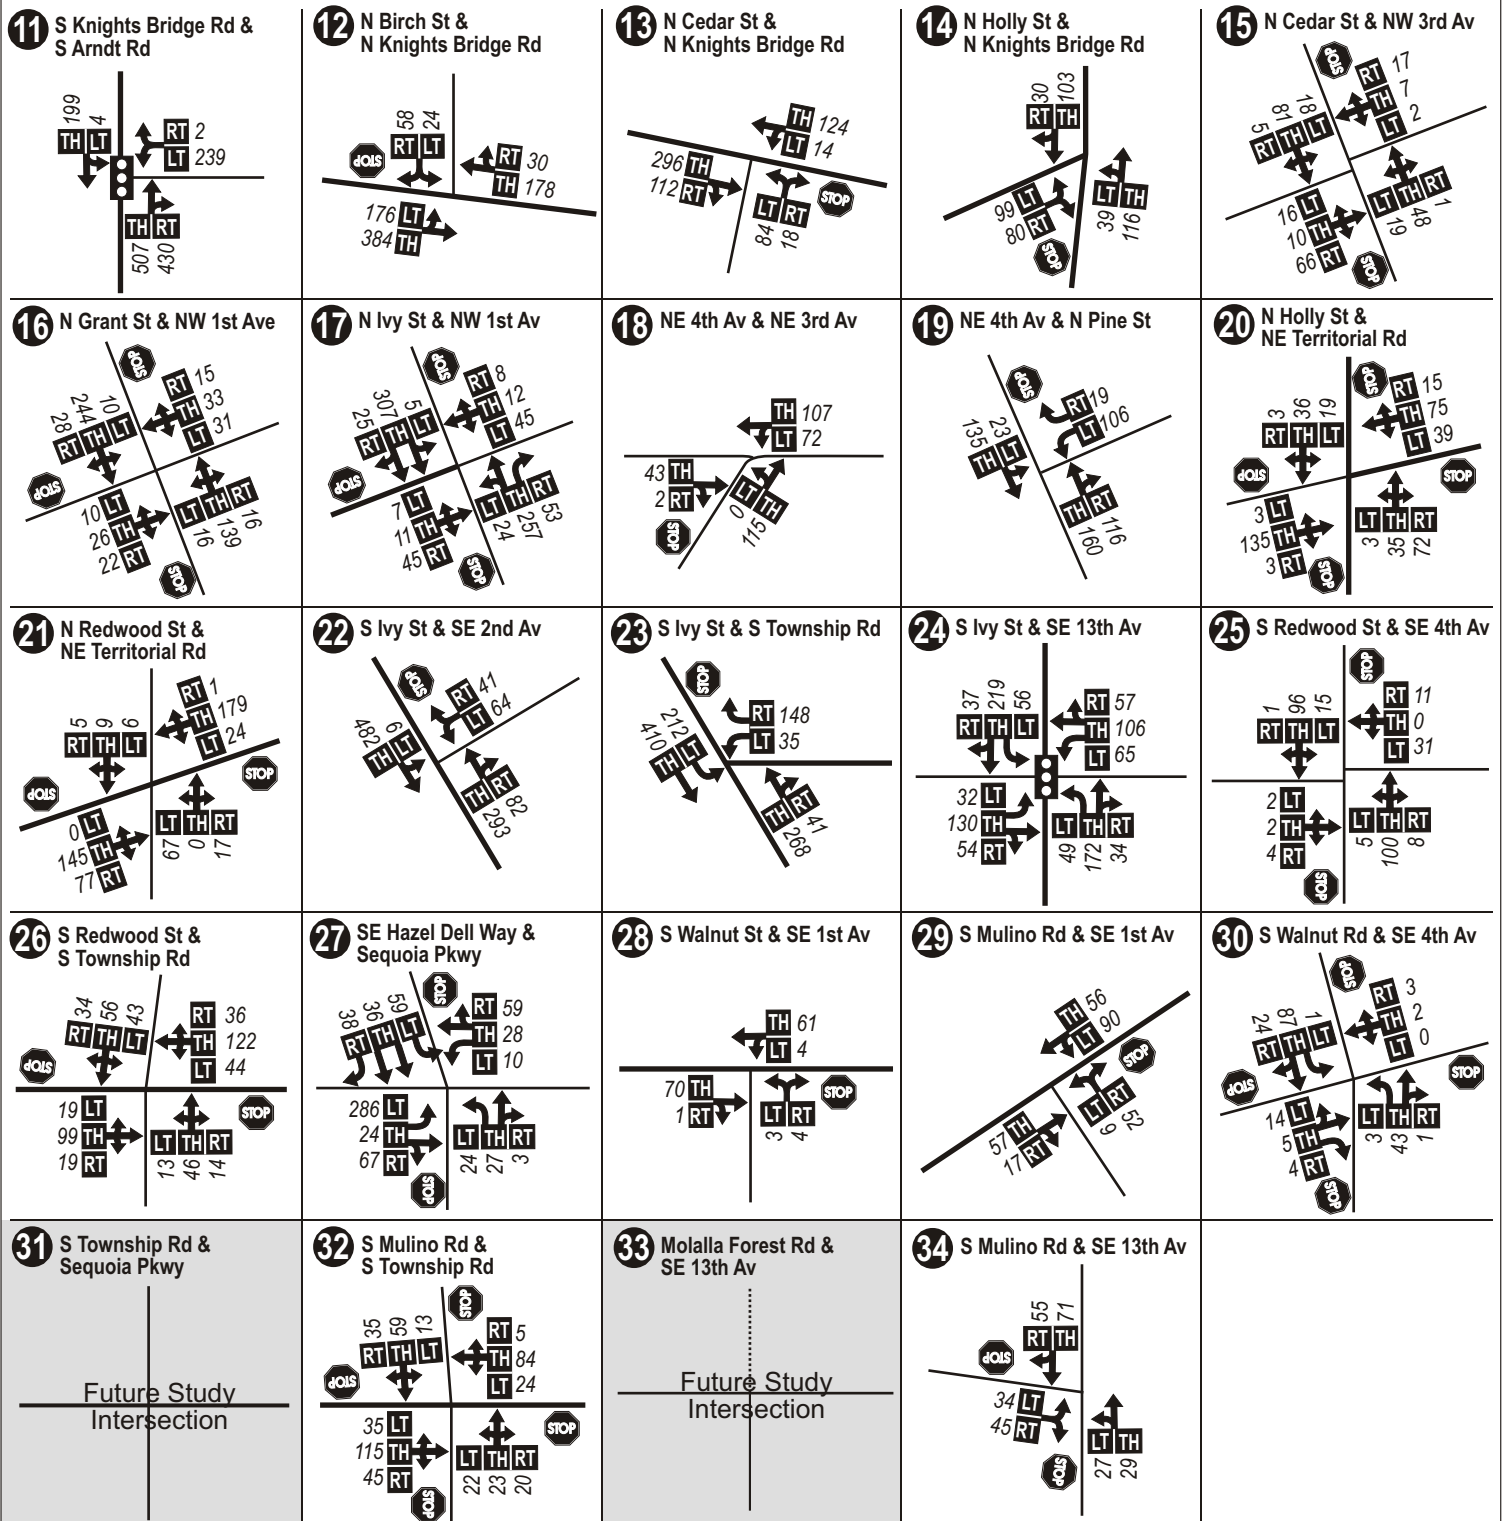 11 S Knights Bridge Rd &
S Arndt Rd
199 4
TH LT
RT 2
LT 239
TH RT
507 430
12 N Birch St &
N Knights Bridge Rd
58 24
STOP RT LT
RT 30
TH 178
176 LT
384 TH
13 N Cedar St &
N Knights Bridge Rd
TH 124
LT 14
296 TH
112 RT
STOP
LT RT
84 18
14 N Holly St &
N Knights Bridge Rd
30 103
RT TH
99 LT
80 RT
STOP
LT TH
39 116
15 N Cedar St & NW 3rd Av
STOP
RT 17
TH 7
LT 2
5 81 18
RT TH LT
16 LT
10 TH
66 RT
STOP
LT TH RT
19 48 1
16 N Grant St & NW 1st Ave
STOP
RT 15
TH 33
LT 31
28 244 10
RT TH LT
STOP
10 LT
26 TH
22 RT
STOP
LT TH RT
16 139 16
17 N Ivy St & NW 1st Av
STOP
RT 8
TH 12
LT 45
25 307 5
RT TH LT
STOP
7 LT
11 TH
45 RT
STOP
LT TH RT
24 257 53
18 NE 4th Av & NE 3rd Av
TH 107
LT 72
43 TH
2 RT
STOP
LT TH
0 115
19 NE 4th Av & N Pine St
STOP
RT 19
LT 106
135 23
TH LT
TH RT
160 116
20 N Holly St &
NE Territorial Rd
STOP
RT 15
TH 75
LT 39
3 36 19
RT TH LT
STOP
STOP
3 LT
135 TH
3 RT
STOP
LT TH RT
3 35 72
21 N Redwood St &
NE Territorial Rd
RT 1
TH 179
LT 24
5 9 6
RT TH LT
STOP
STOP
0 LT
145 TH
77 RT
LT TH RT
67 0 17
22 S Ivy St & SE 2nd Av
STOP
RT 41
LT 64
482 6
TH LT
TH RT
293 82
23 S Ivy St & S Township Rd
STOP
RT 148
LT 35
410 212
TH LT
TH RT
268 41
24 S Ivy St & SE 13th Av
37 219 56
RT TH LT
RT 57
TH 106
LT 65
32 LT
130 TH
54 RT
LT TH RT
49 172 34
25 S Redwood St & SE 4th Av
STOP
1 96 15
RT TH LT
RT 11
TH 0
LT 31
2 LT
2 TH
4 RT
STOP
LT TH RT
5 100 8
26 S Redwood St &
S Township Rd
34 56 43
RT TH LT
RT 36
TH 122
LT 44
STOP
STOP
19 LT
99 TH
19 RT
LT TH RT
13 46 14
27 SE Hazel Dell Way &
Sequoia Pkwy
STOP
38 36 59
RT TH LT
RT 59
TH 28
LT 10
286 LT
24 TH
67 RT
STOP
LT TH RT
24 27 3
28 S Walnut St & SE 1st Av
TH 61
LT 4
70 TH
1 RT
STOP
LT RT
3 4
29 S Mulino Rd & SE 1st Av
TH 56
LT 90
STOP
57 TH
17 RT
LT RT
9 52
30 S Walnut Rd & SE 4th Av
STOP
RT 3
TH 2
LT 0
24 87 1
RT TH LT
STOP
STOP
14 LT
5 TH
4 RT
STOP
LT TH RT
3 43 1
31 S Township Rd &
Sequoia Pkwy
Future Study
Intersection
32 S Mulino Rd &
S Township Rd
STOP
35 59 13
RT TH LT
RT 5
TH 84
LT 24
STOP
STOP
35 LT
115 TH
45 RT
STOP
LT TH RT
22 23 20
33 Molalla Forest Rd &
SE 13th Av
Future Study
Intersection
34 S Mulino Rd & SE 13th Av
55 71
STOP RT TH
34 LT
45 RT
STOP
LT TH
27 29